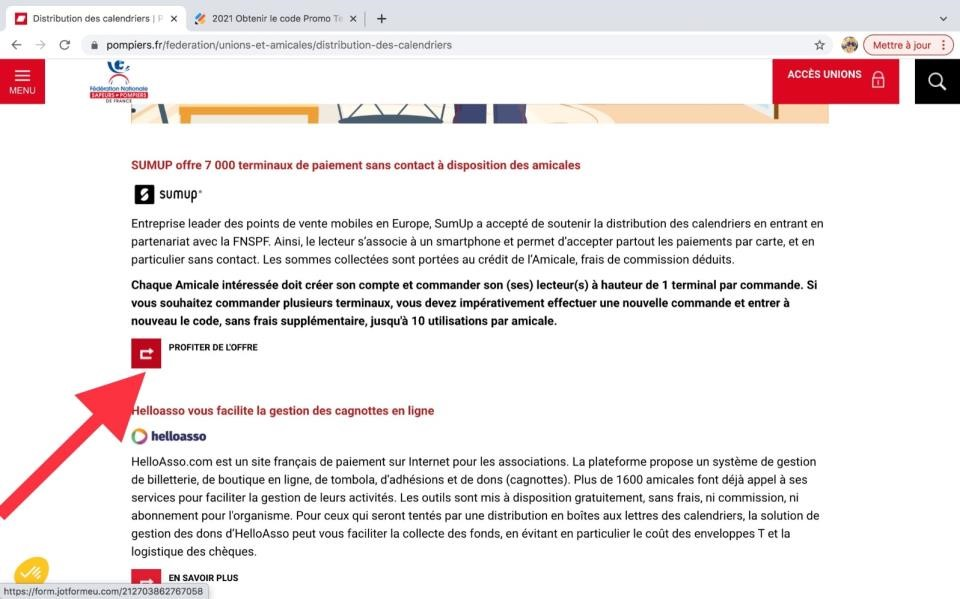 Distribution des calendriers | P
2021 Obtenir le code Promo Te
pompiers.fr/federation/unions-et-amicales/distribution-des-calendriers
Mettre à jour
MENU
Fédération Nationale
SAPEURS-POMPIERS
DE FRANCE
ACCÈS UNIONS
SUMUP offre 7 000 terminaux de paiement sans contact à disposition des amicales
sumup®
Entreprise leader des points de vente mobiles en Europe, SumUp a accepté de soutenir la distribution des calendriers en entrant en
partenariat avec la FNSPF. Ainsi, le lecteur s'associe à un smartphone et permet d'accepter partout les paiements par carte, et en
particulier sans contact. Les sommes collectées sont portées au crédit de l'Amicale, frais de commission déduits.
Chaque Amicale intéressée doit créer son compte et commander son (ses) lecteur(s) à hauteur de 1 terminal par commande. Si
vous souhaitez commander plusieurs terminaux, vous devez impérativement effectuer une nouvelle commande et entrer à
nouveau le code, sans frais supplémentaire, jusqu'à 10 utilisations par amicale.
PROFITER DE L'OFFRE
Helloasso vous facilite la gestion des cagnottes en ligne
helloasso
HelloAsso.com est un site français de paiement sur Internet pour les associations. La plateforme propose un système de gestion
de billetterie, de boutique en ligne, de tombola, d'adhésions et de dons (cagnottes). Plus de 1600 amicales font déjà appel à ses
services pour faciliter la gestion de leurs activités. Les outils sont mis à disposition gratuitement, sans frais, ni commission, ni
abonnement pour l'organisme. Pour ceux qui seront tentés par une distribution en boîtes aux lettres des calendriers, la solution de
gestion des dons d'HelloAsso peut vous faciliter la collecte des fonds, en évitant en particulier le coût des enveloppes T et la
logistique des chèques.
EN SAVOIR PLUS
https://form.jotformeu.com/212703862767058